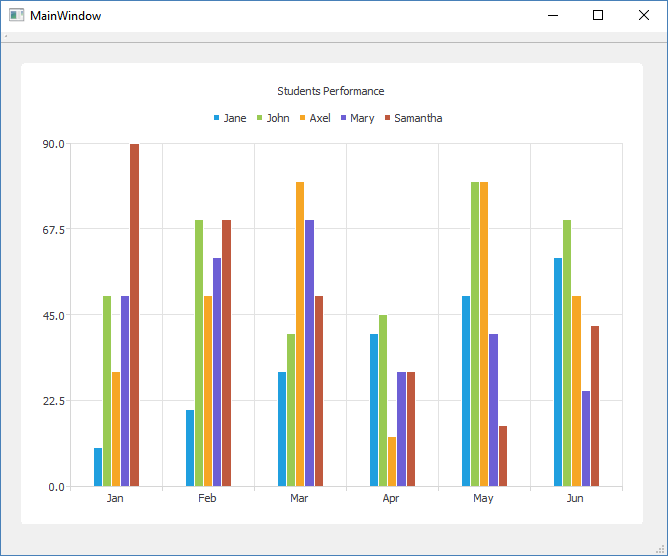 MainWindow
Students Performance
Jane John Axel Mary Samantha
90.0
67.5
45.0
22.5
0.0
Jan Feb Mar Apr May Jun